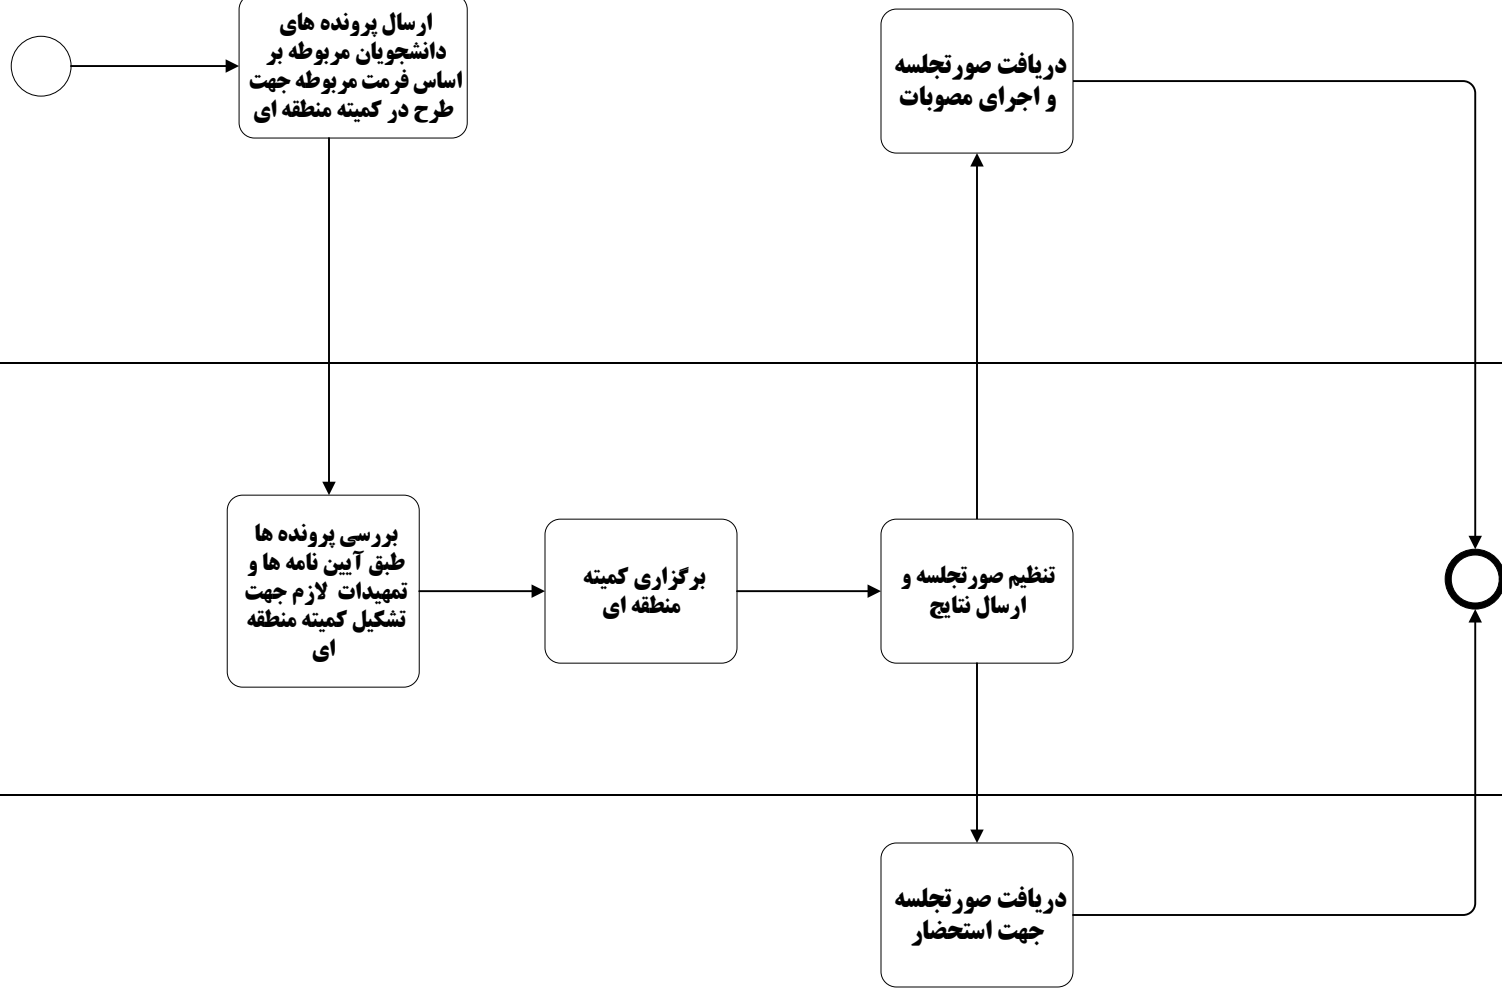 ارسال پرونده های
دانشجویان مربوطه بر
اساس فرمت مربوطه جهت
طرح در کمیته منطقه ای
دریافت صورتجلسه
و اجرای مصوبات
بررسی پرونده ها
طبق آیین نامه ها و
تمهیدات لازم جهت
تشکیل کمیته منطقه
ای
برگزاری کمیته
منطقه ای
تنظیم صورتجلسه و
ارسال نتایج
دریافت صورتجلسه
جهت استحضار